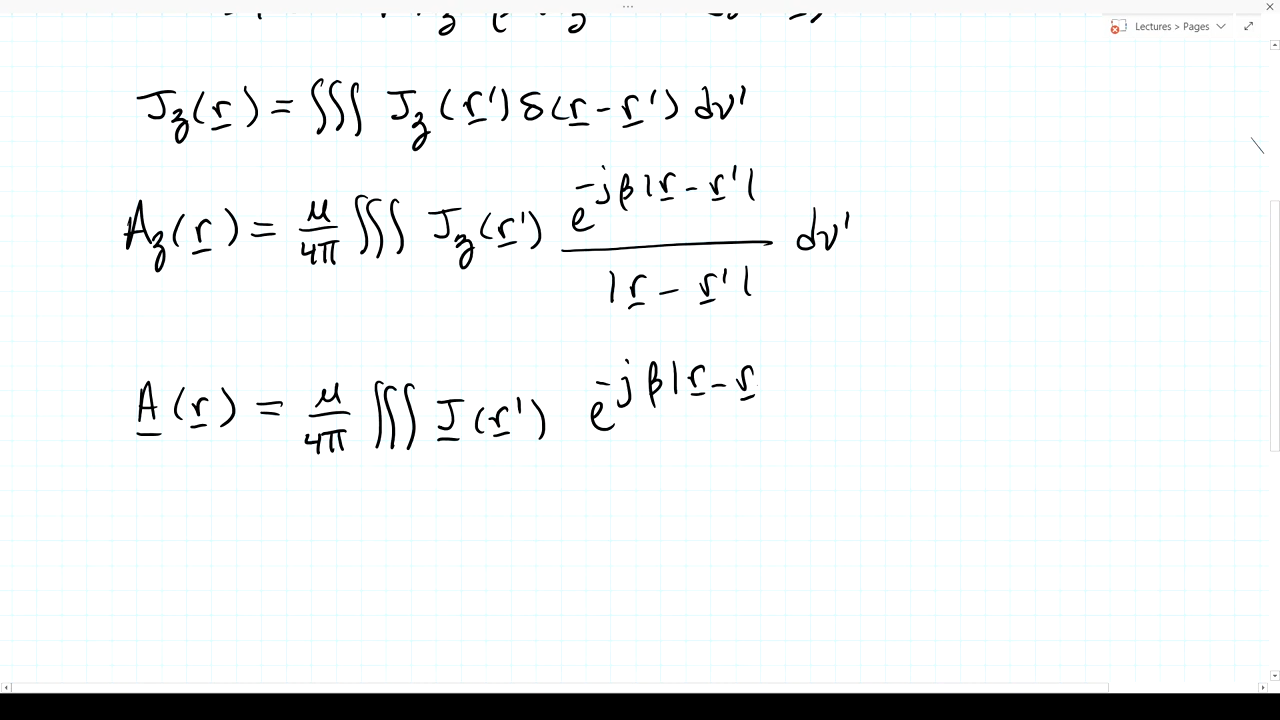 Lectures > Pages
J_z(r) = ∭ J_z(r') δ(r - r') dv'
A_z(r) = μ/4π ∭ J_z(r') e^{-jβ|r - r'|} / |r - r'| dv'
A(r) = μ/4π ∭ J(r') e^{-jβ|r - r